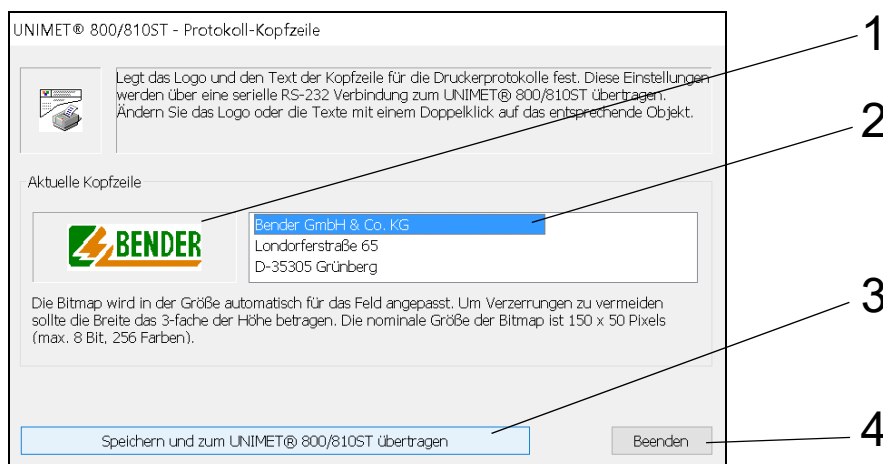 UNIMET® 800/810ST - Protokoll-Kopfzeile
1
Legt das Logo und den Text der Kopfzeile für die Druckerprotokolle fest. Diese Einstellungen
werden über eine serielle RS-232 Verbindung zum UNIMET® 800/810ST übertragen.
Ändern Sie das Logo oder die Texte mit einem Doppelklick auf das entsprechende Objekt.
2
Aktuelle Kopfzeile
BENDER
Bender GmbH & Co. KG
Londorferstraße 65
D-35305 Grünberg
Die Bitmap wird in der Größe automatisch für das Feld angepasst. Um Verzerrungen zu vermeiden
sollte die Breite das 3-fache der Höhe betragen. Die nominale Größe der Bitmap ist 150 x 50 Pixels
(max. 8 Bit, 256 Farben).
3
Speichern und zum UNIMET® 800/810ST übertragen
Beenden
4